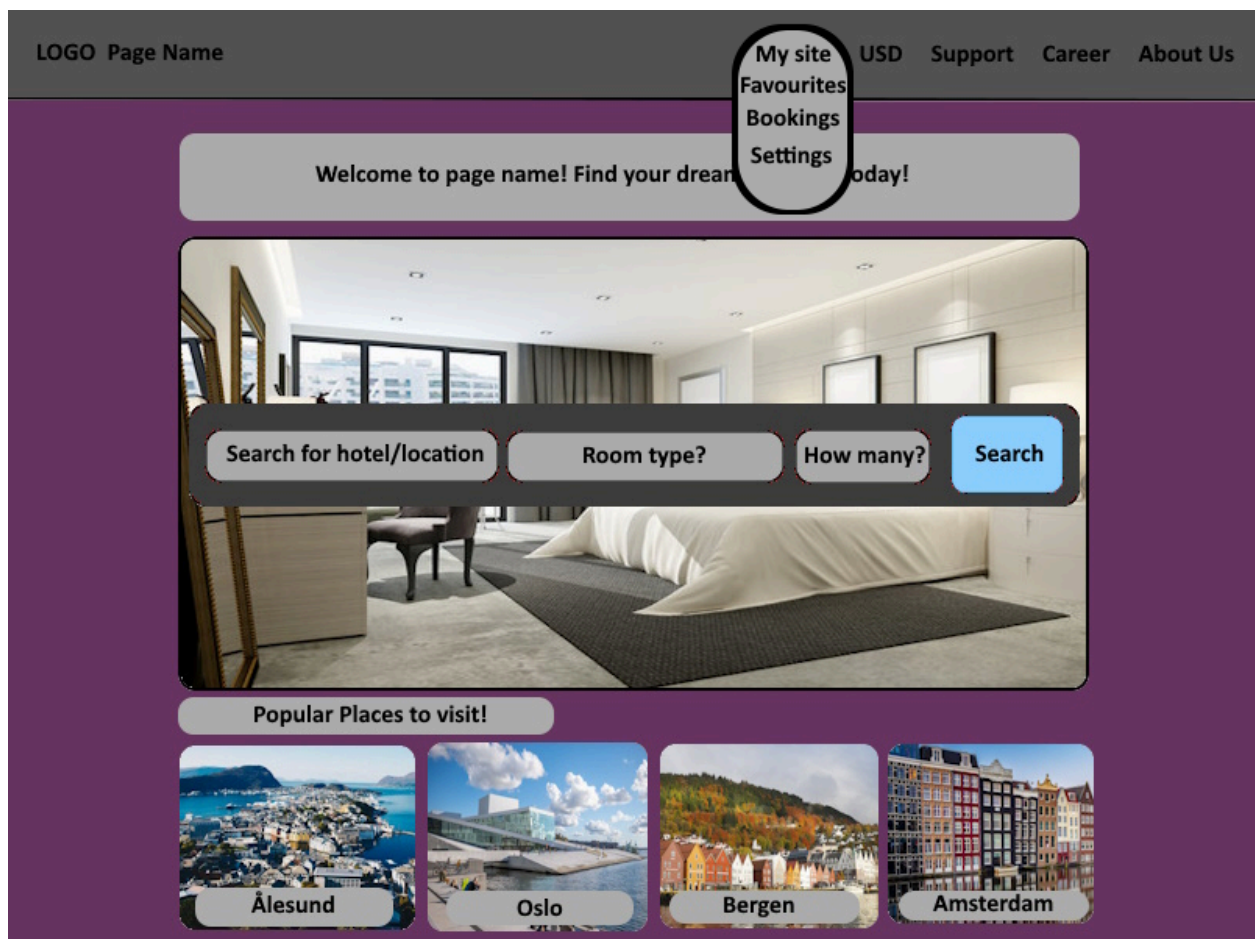 LOGO Page Name
My site USD Support Career About Us
Favourites
Bookings
Settings
Welcome to page name! Find your oday!
Search for hotel/location Room type? How many? Search
Popular Places to visit!
Ålesund Oslo Bergen Amsterdam